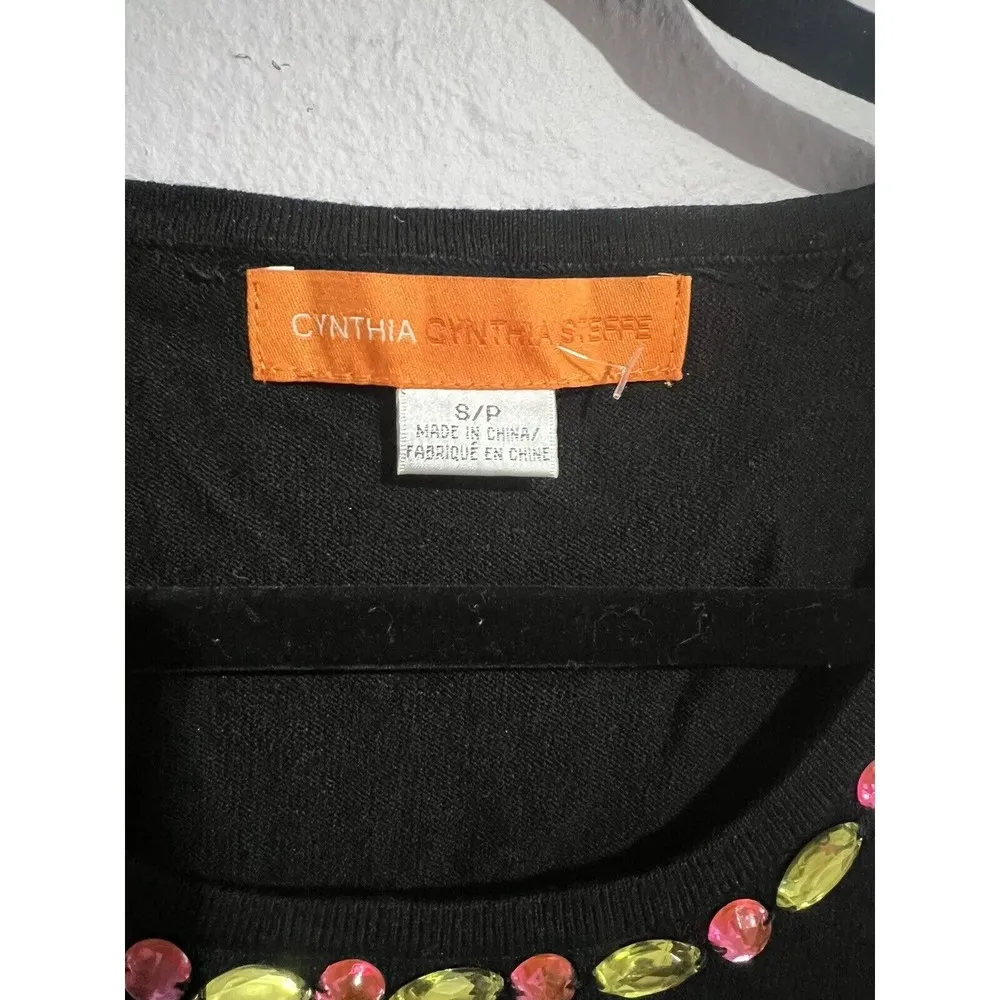 CYNTHIA CYNTHIA STEFFE
S/P
MADE IN CHINA/
FABRIQUÉ EN CHINE